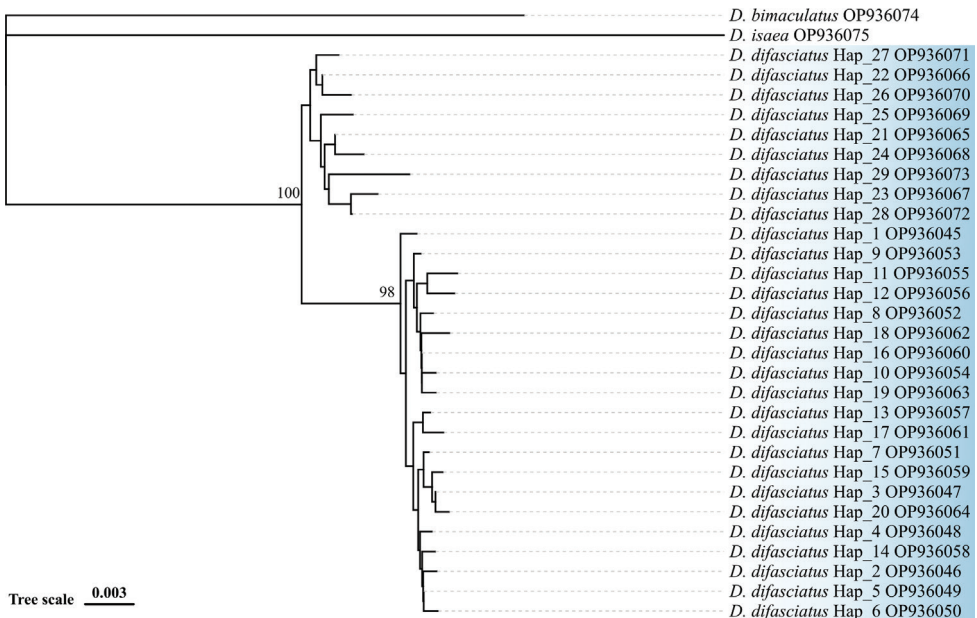 D. bimaculatus OP936074
D. isaea OP936075
D. difasciatus Hap_27 OP936071
D. difasciatus Hap_22 OP936066
D. difasciatus Hap_26 OP936070
D. difasciatus Hap_25 OP936069
D. difasciatus Hap_21 OP936065
D. difasciatus Hap_24 OP936068
D. difasciatus Hap_29 OP936073
D. difasciatus Hap_23 OP936067
100
D. difasciatus Hap_28 OP936072
D. difasciatus Hap_1 OP936045
D. difasciatus Hap_9 OP936053
D. difasciatus Hap_11 OP936055
98
D. difasciatus Hap_12 OP936056
D. difasciatus Hap_8 OP936052
D. difasciatus Hap_18 OP936062
D. difasciatus Hap_16 OP936060
D. difasciatus Hap_10 OP936054
D. difasciatus Hap_19 OP936063
D. difasciatus Hap_13 OP936057
D. difasciatus Hap_17 OP936061
D. difasciatus Hap_7 OP936051
D. difasciatus Hap_15 OP936059
D. difasciatus Hap_3 OP936047
D. difasciatus Hap_20 OP936064
D. difasciatus Hap_4 OP936048
D. difasciatus Hap_14 OP936058
D. difasciatus Hap_2 OP936046
D. difasciatus Hap_5 OP936049
D. difasciatus Hap_6 OP936050
Tree scale 0.003